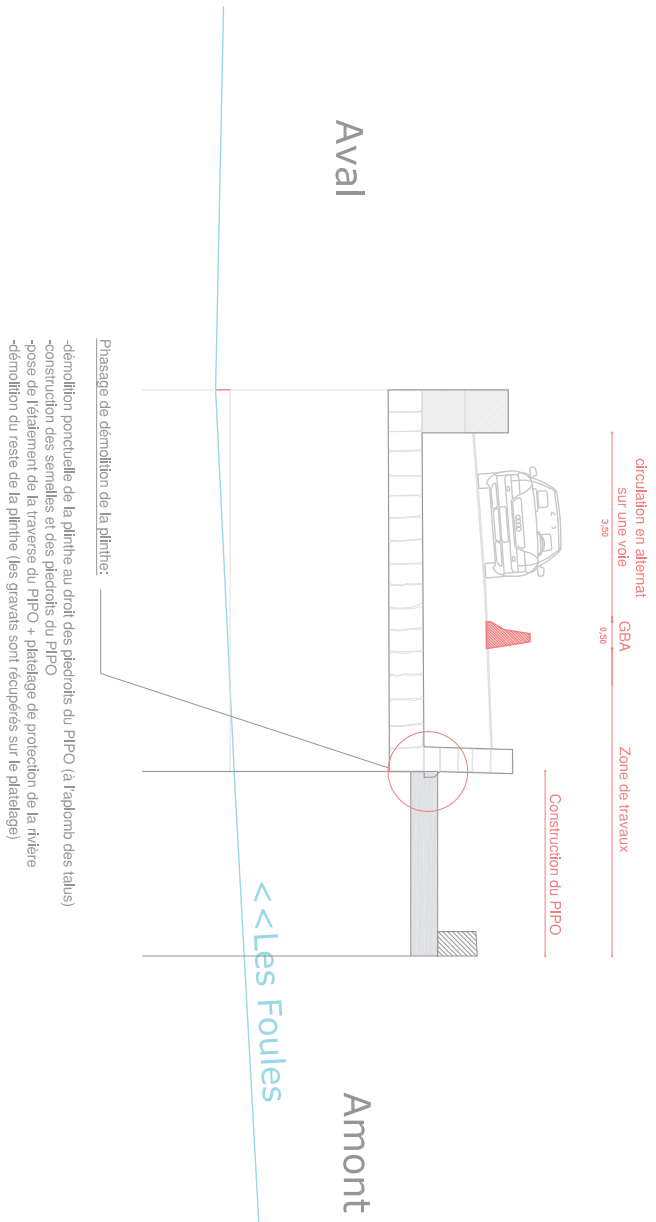 circulation en alternat
sur une voie
3,50
GBA
0,50
Zone de travaux
Construction du PIPO
Aval
Amont
<<Les Foules
Phasage de démolition de la plinthe:
-démolition ponctuelle de la plinthe au droit des piedroits du PIPO (à l'aplomb des talus)
-construction des semelles et des piedroits du PIPO
-pose de l'étaiement de la traverse du PIPO + platelage de protection de la rivière
-démolition du reste de la plinthe (les gravats sont récupérés sur le platelage)